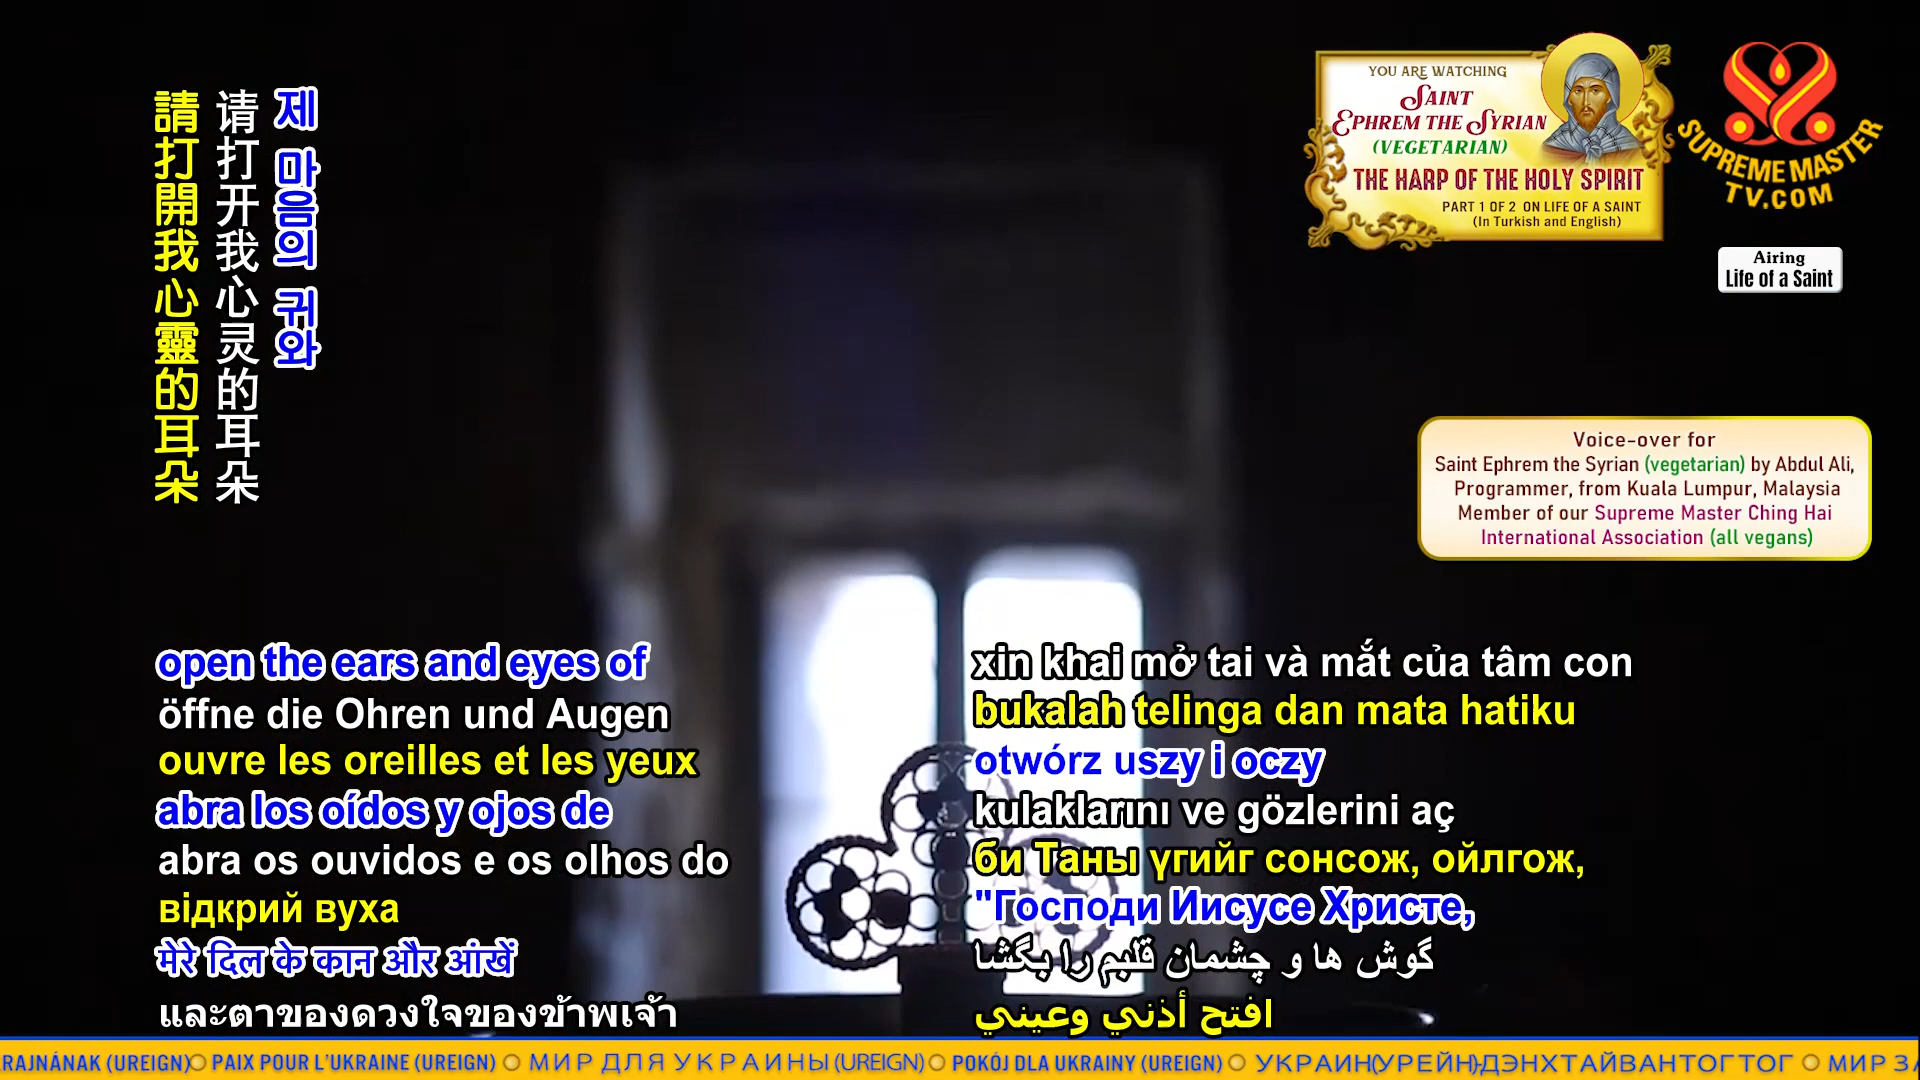 請打開我心靈的耳朵
请打开我心灵的耳朵
제 마음의 귀와
YOU ARE WATCHING
SAINT
EPHREM THE SYRIAN
(VEGETARIAN)
THE HARP OF THE HOLY SPIRIT
PART 1 OF 2 ON LIFE OF A SAINT
(In Turkish and English)
SUPREME MASTER
TV.COM
Airing
Life of a Saint
Voice-over for
Saint Ephrem the Syrian (vegetarian) by Abdul Ali,
Programmer, from Kuala Lumpur, Malaysia
Member of our Supreme Master Ching Hai
International Association (all vegans)
open the ears and eyes of
öffne die Ohren und Augen
ouvre les oreilles et les yeux
abra los oídos y ojos de
abra os ouvidos e os olhos do
відкрий вуха
मेरे दिल के कान और आंखें
และตาของดวงใจของข้าพเจ้า
xin khai mở tai và mắt của tâm con
bukalah telinga dan mata hatiku
otwórz uszy i oczy
kulaklarını ve gözlerini aç
би Таны үгийг сонсож, ойлгож,
"Господи Иисусе Христе,
گوش ها و چشمان قلبم را بگشا
افتح أذني وعيني
RAJNÁNAK (UREIGN) PAIX POUR L'UKRAINE (UREIGN) МИР ДЛЯ УКРАИНЫ (UREIGN) POKÓJ DLA UKRAINY (UREIGN) УКРАИН(УРЕЙН)-Д ЭНХТАЙВАН ТОГТОГ МИР ЗА